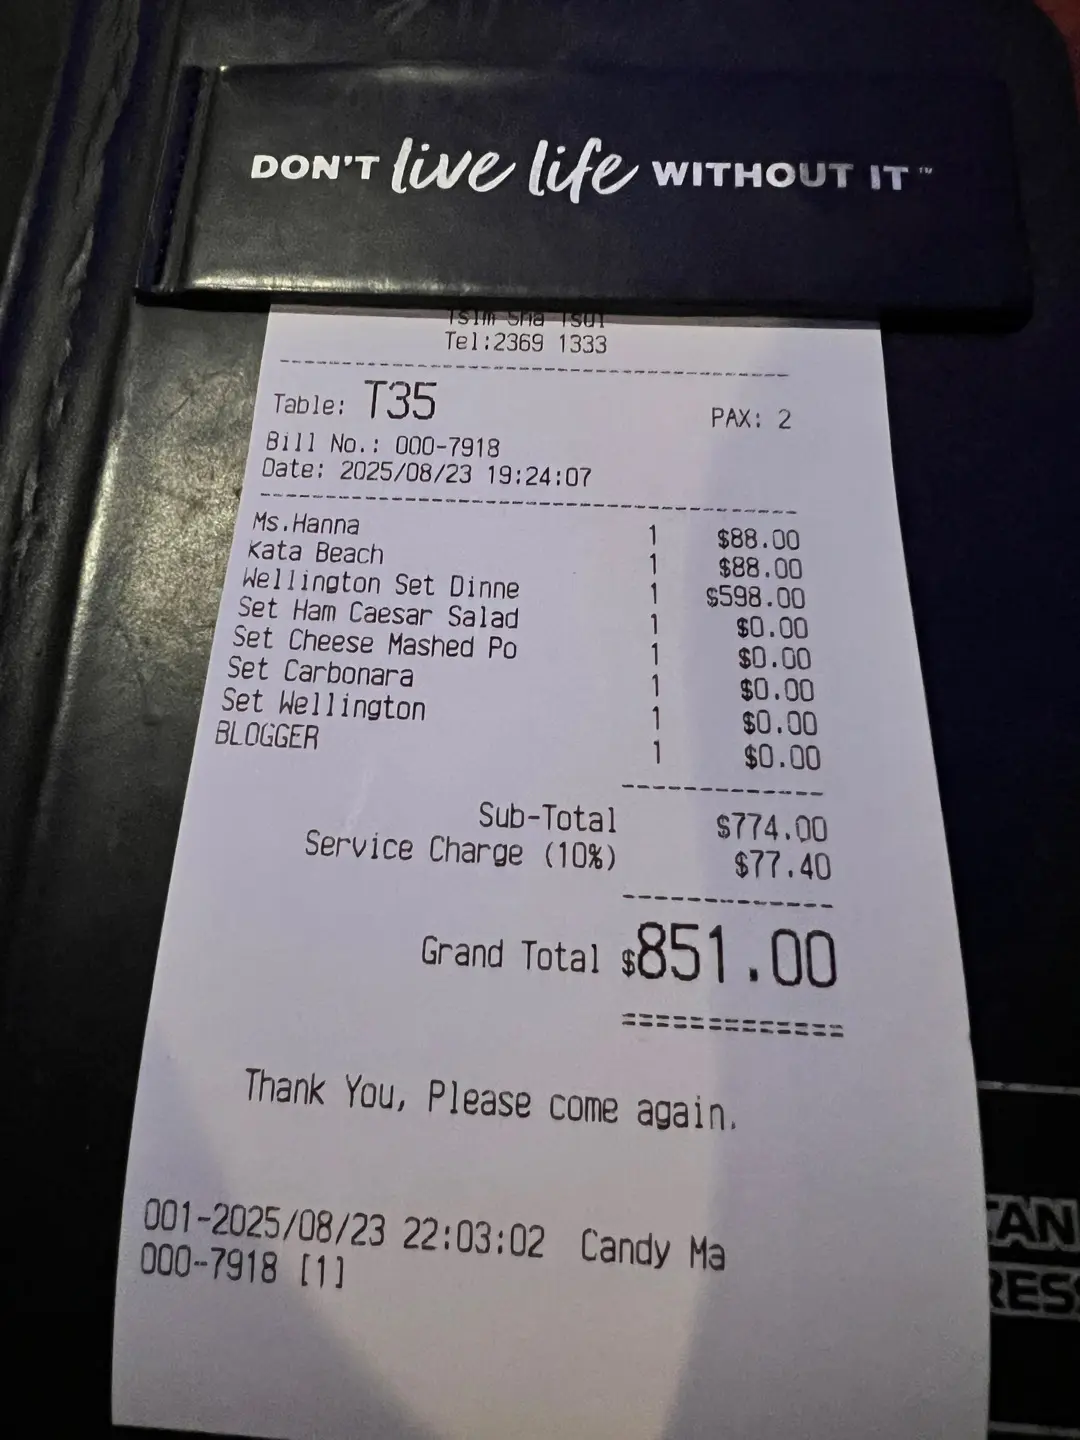 DON'T live life WITHOUT IT™
Tsim Sha Tsui
Tel:2369 1333
Table: T35 PAX: 2
Bill No.: 000-7918
Date: 2025/08/23 19:24:07
Ms.Hanna 1 $88.00
Kata Beach 1 $88.00
Wellington Set Dinne 1 $598.00
Set Ham Caesar Salad 1 $0.00
Set Cheese Mashed Po 1 $0.00
Set Carbonara 1 $0.00
Set Wellington 1 $0.00
BLOGGER 1 $0.00
Sub-Total $774.00
Service Charge (10%) $77.40
Grand Total $851.00
=============
Thank You, Please come again.
001-2025/08/23 22:03:02 Candy Ma
000-7918 [1]